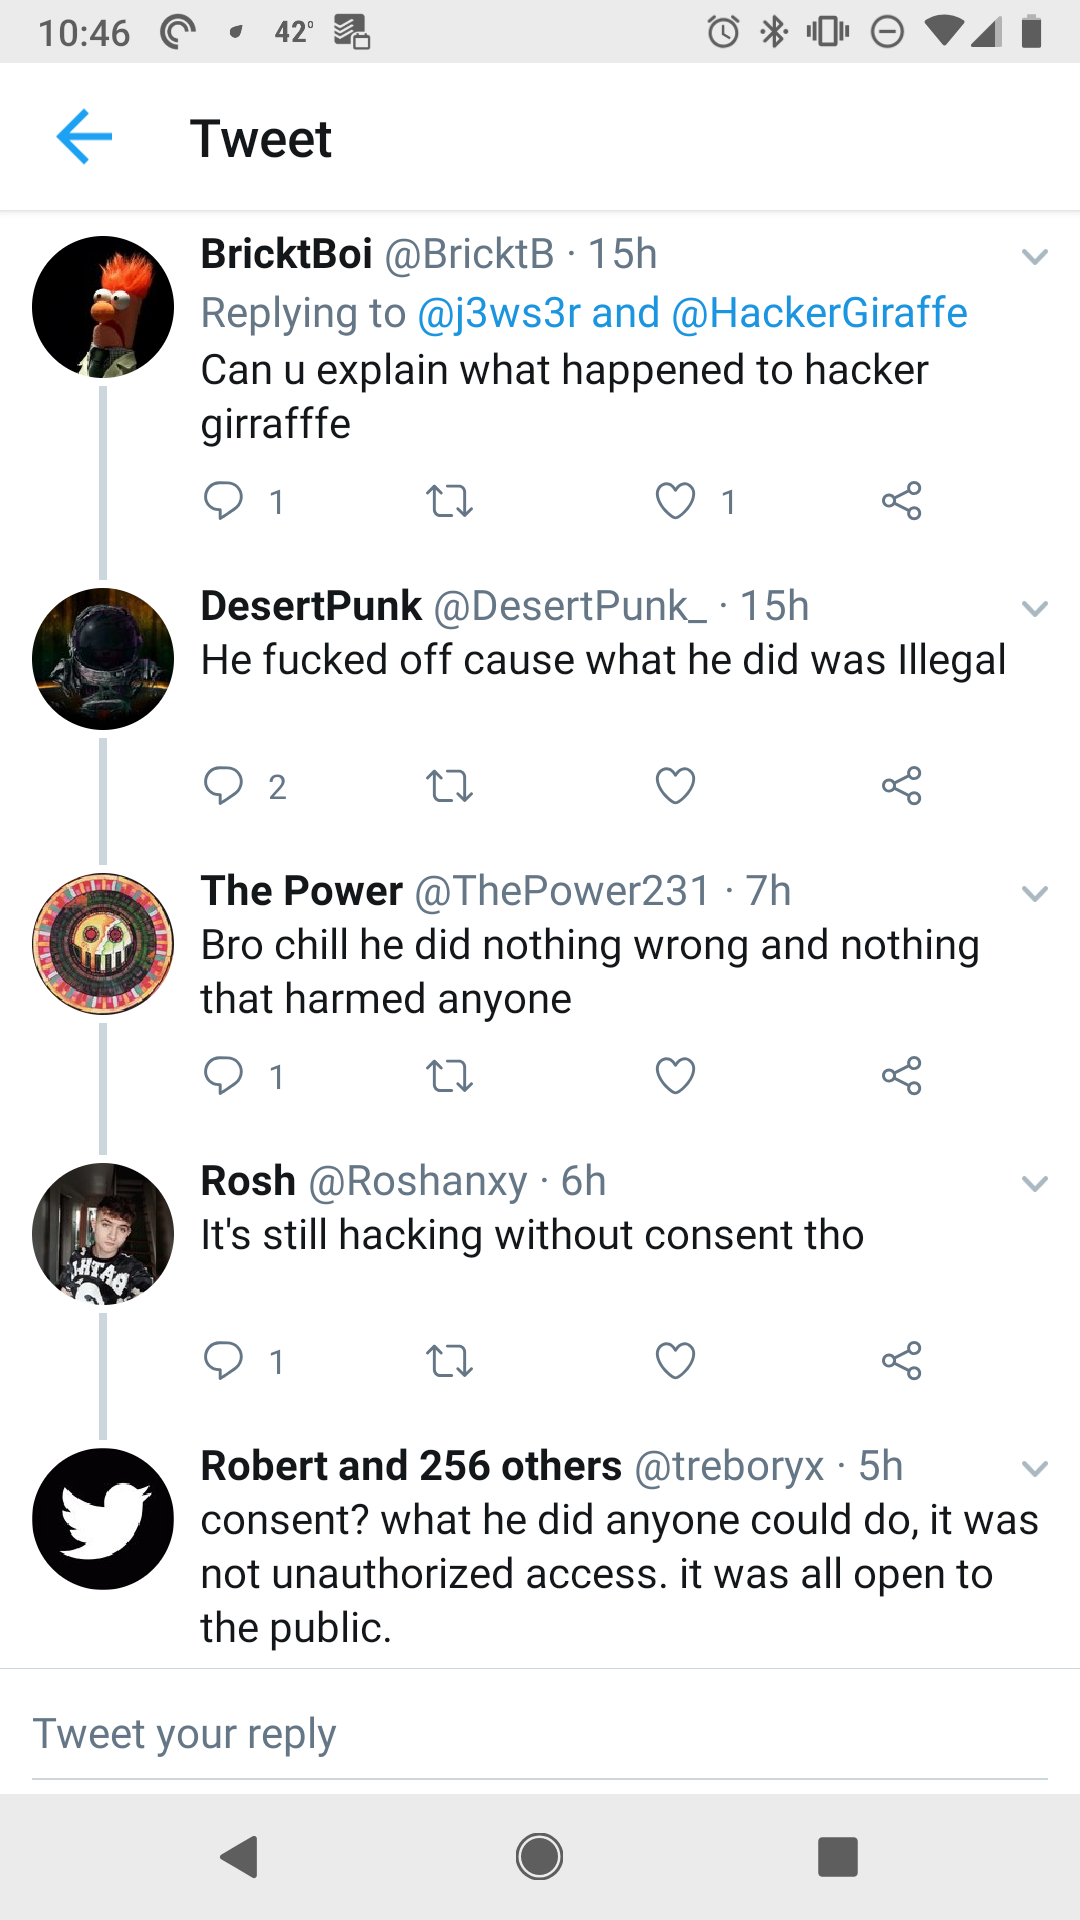 10:46 42°
Tweet
BricktBoi @BricktB · 15h
Replying to @j3ws3r and @HackerGiraffe
Can u explain what happened to hacker
girrafffe
1 1
DesertPunk @DesertPunk_ · 15h
He fucked off cause what he did was Illegal
2
The Power @ThePower231 · 7h
Bro chill he did nothing wrong and nothing
that harmed anyone
1
Rosh @Roshanxy · 6h
It's still hacking without consent tho
1
Robert and 256 others @treboryx · 5h
consent? what he did anyone could do, it was
not unauthorized access. it was all open to
the public.
Tweet your reply